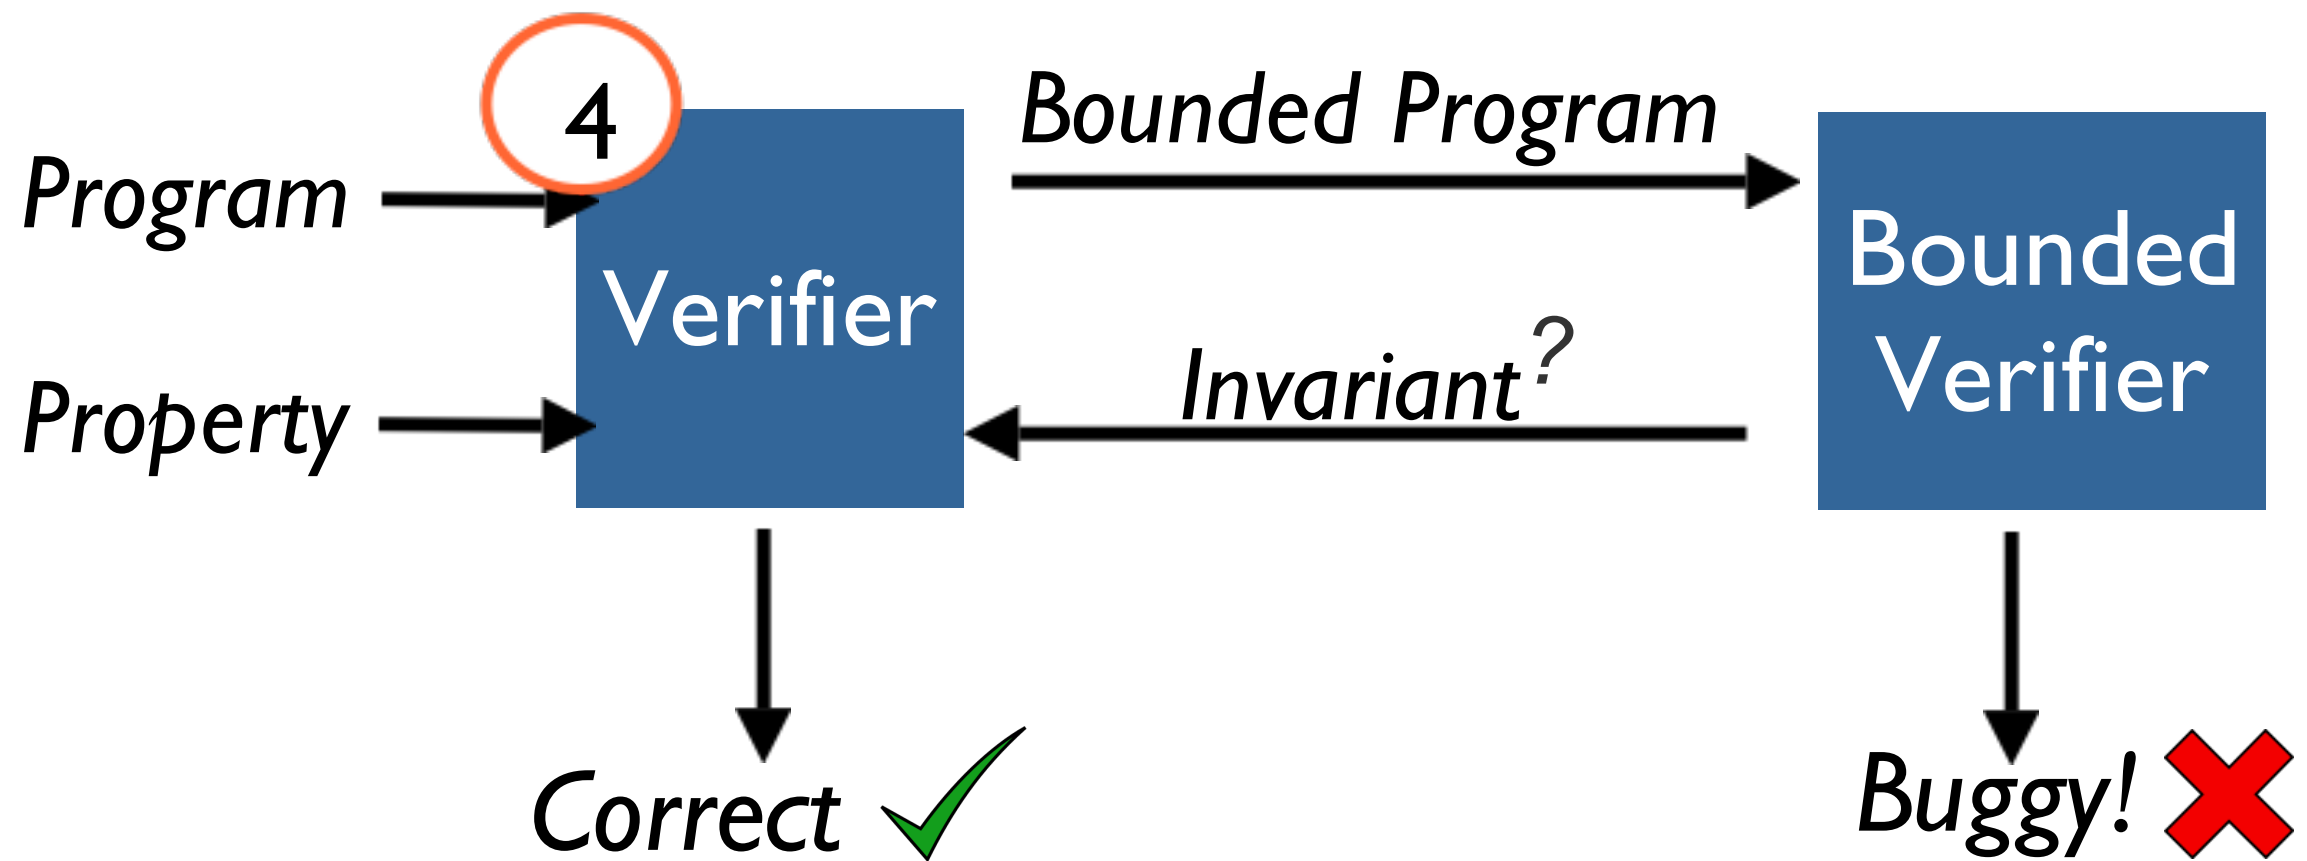 4
Program
Property
Verifier
Bounded Program
Invariant?
Bounded
Verifier
Correct
Buggy!